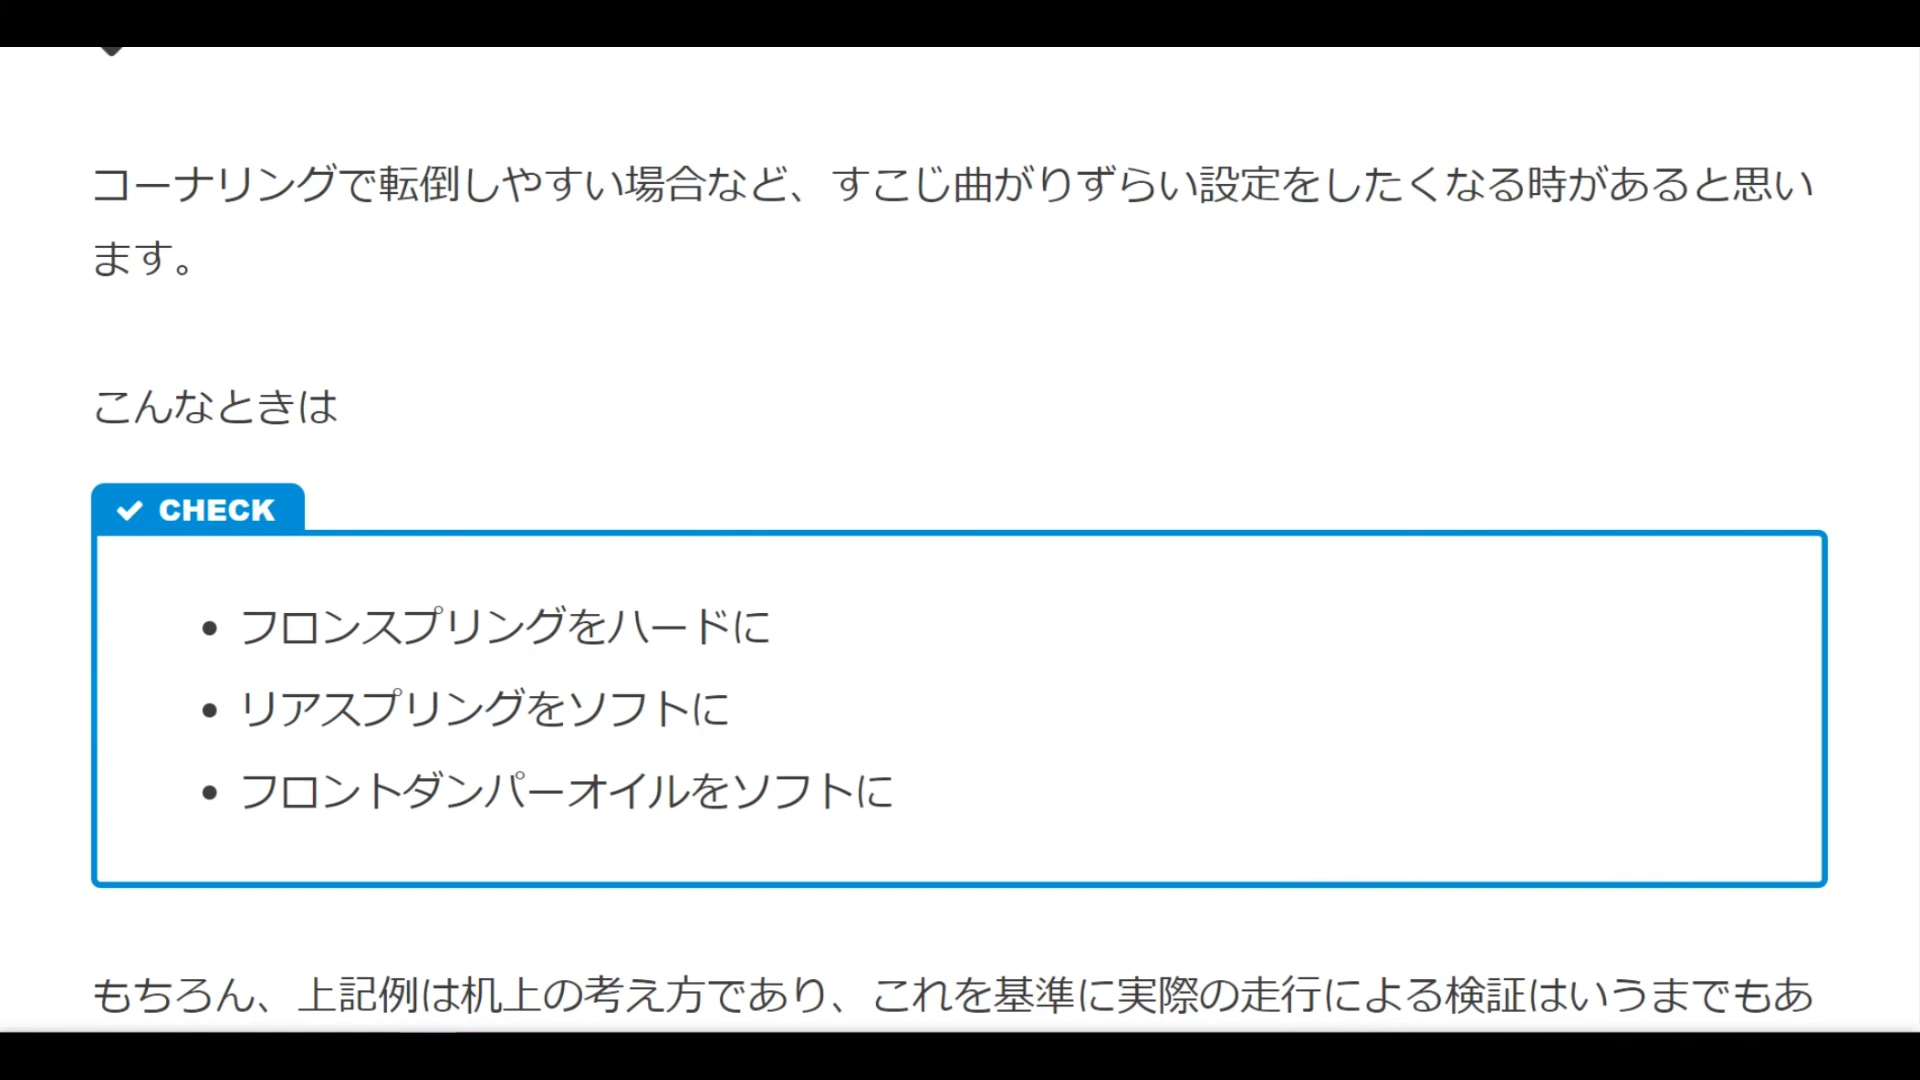 コーナリングで転倒しやすい場合など、すこじ曲がりずらい設定をしたくなる時があると思い
ます。
こんなときは
CHECK
フロンスプリングをハードに
リアスプリングをソフトに
フロントダンパーオイルをソフトに
もちろん、上記例は机上の考え方であり、これを基準に実際の走行による検証はいうまでもあ